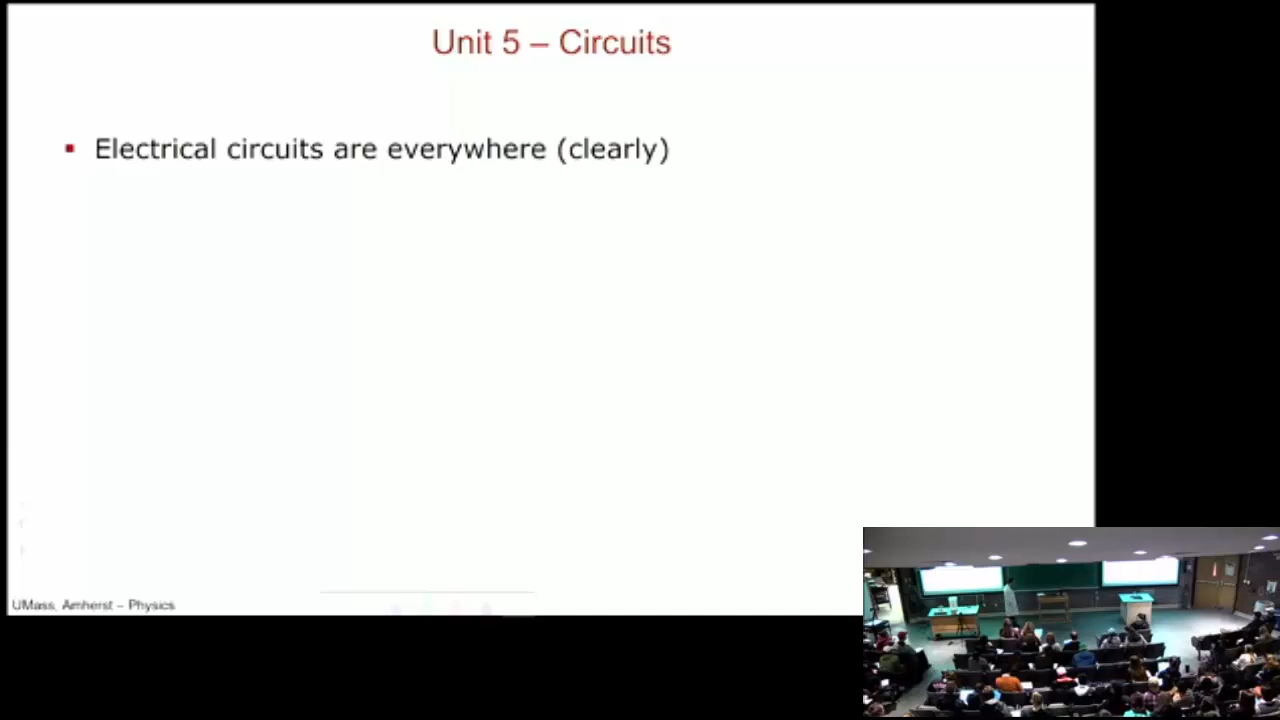 Unit 5 – Circuits
▪ Electrical circuits are everywhere (clearly)
UMass, Amherst – Physics